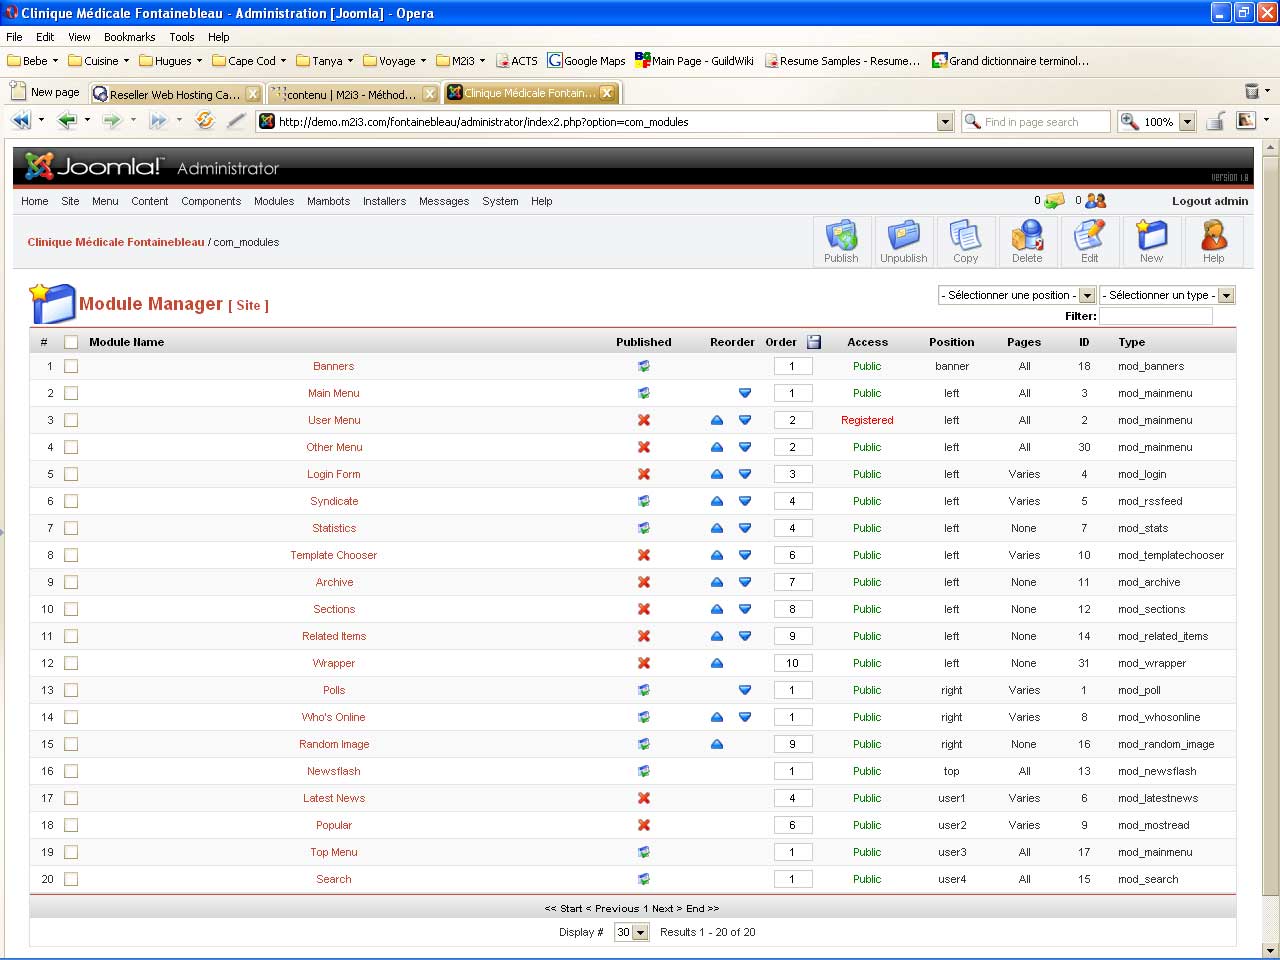 Clinique Médicale Fontainebleau - Administration [Joomla] - Opera
File Edit View Bookmarks Tools Help
Bebe Cuisine Hugues Cape Cod Tanya Voyage M2i3 ACTS Google Maps Main Page - GuildWiki Resume Samples - Resume... Grand dictionnaire terminol...
New page Reseller Web Hosting Ca... contenu | M2i3 - Méthod... Clinique Médicale Fontain...
http://demo.m2i3.com/fontainebleau/administrator/index2.php?option=com_modules Find in page search 100%
Joomla! Administrator
version 1.0
Home Site Menu Content Components Modules Mambots Installers Messages System Help 0 0 Logout admin
Clinique Médicale Fontainebleau / com_modules
Publish Unpublish Copy Delete Edit New Help
Module Manager [ Site ]
- Sélectionner une position - - Sélectionner un type -
Filter:
# Module Name Published Reorder Order Access Position Pages ID Type
1 Banners 1 Public banner All 18 mod_banners
2 Main Menu 1 Public left All 3 mod_mainmenu
3 User Menu 2 Registered left All 2 mod_mainmenu
4 Other Menu 2 Public left All 30 mod_mainmenu
5 Login Form 3 Public left Varies 4 mod_login
6 Syndicate 4 Public left Varies 5 mod_rssfeed
7 Statistics 4 Public left None 7 mod_stats
8 Template Chooser 6 Public left Varies 10 mod_templatechooser
9 Archive 7 Public left None 11 mod_archive
10 Sections 8 Public left None 12 mod_sections
11 Related Items 9 Public left None 14 mod_related_items
12 Wrapper 10 Public left None 31 mod_wrapper
13 Polls 1 Public right Varies 1 mod_poll
14 Who's Online 1 Public right Varies 8 mod_whosonline
15 Random Image 9 Public right None 16 mod_random_image
16 Newsflash 1 Public top All 13 mod_newsflash
17 Latest News 4 Public user1 Varies 6 mod_latestnews
18 Popular 6 Public user2 Varies 9 mod_mostread
19 Top Menu 1 Public user3 All 17 mod_mainmenu
20 Search 1 Public user4 All 15 mod_search
<< Start < Previous 1 Next > End >>
Display # 30 Results 1 - 20 of 20